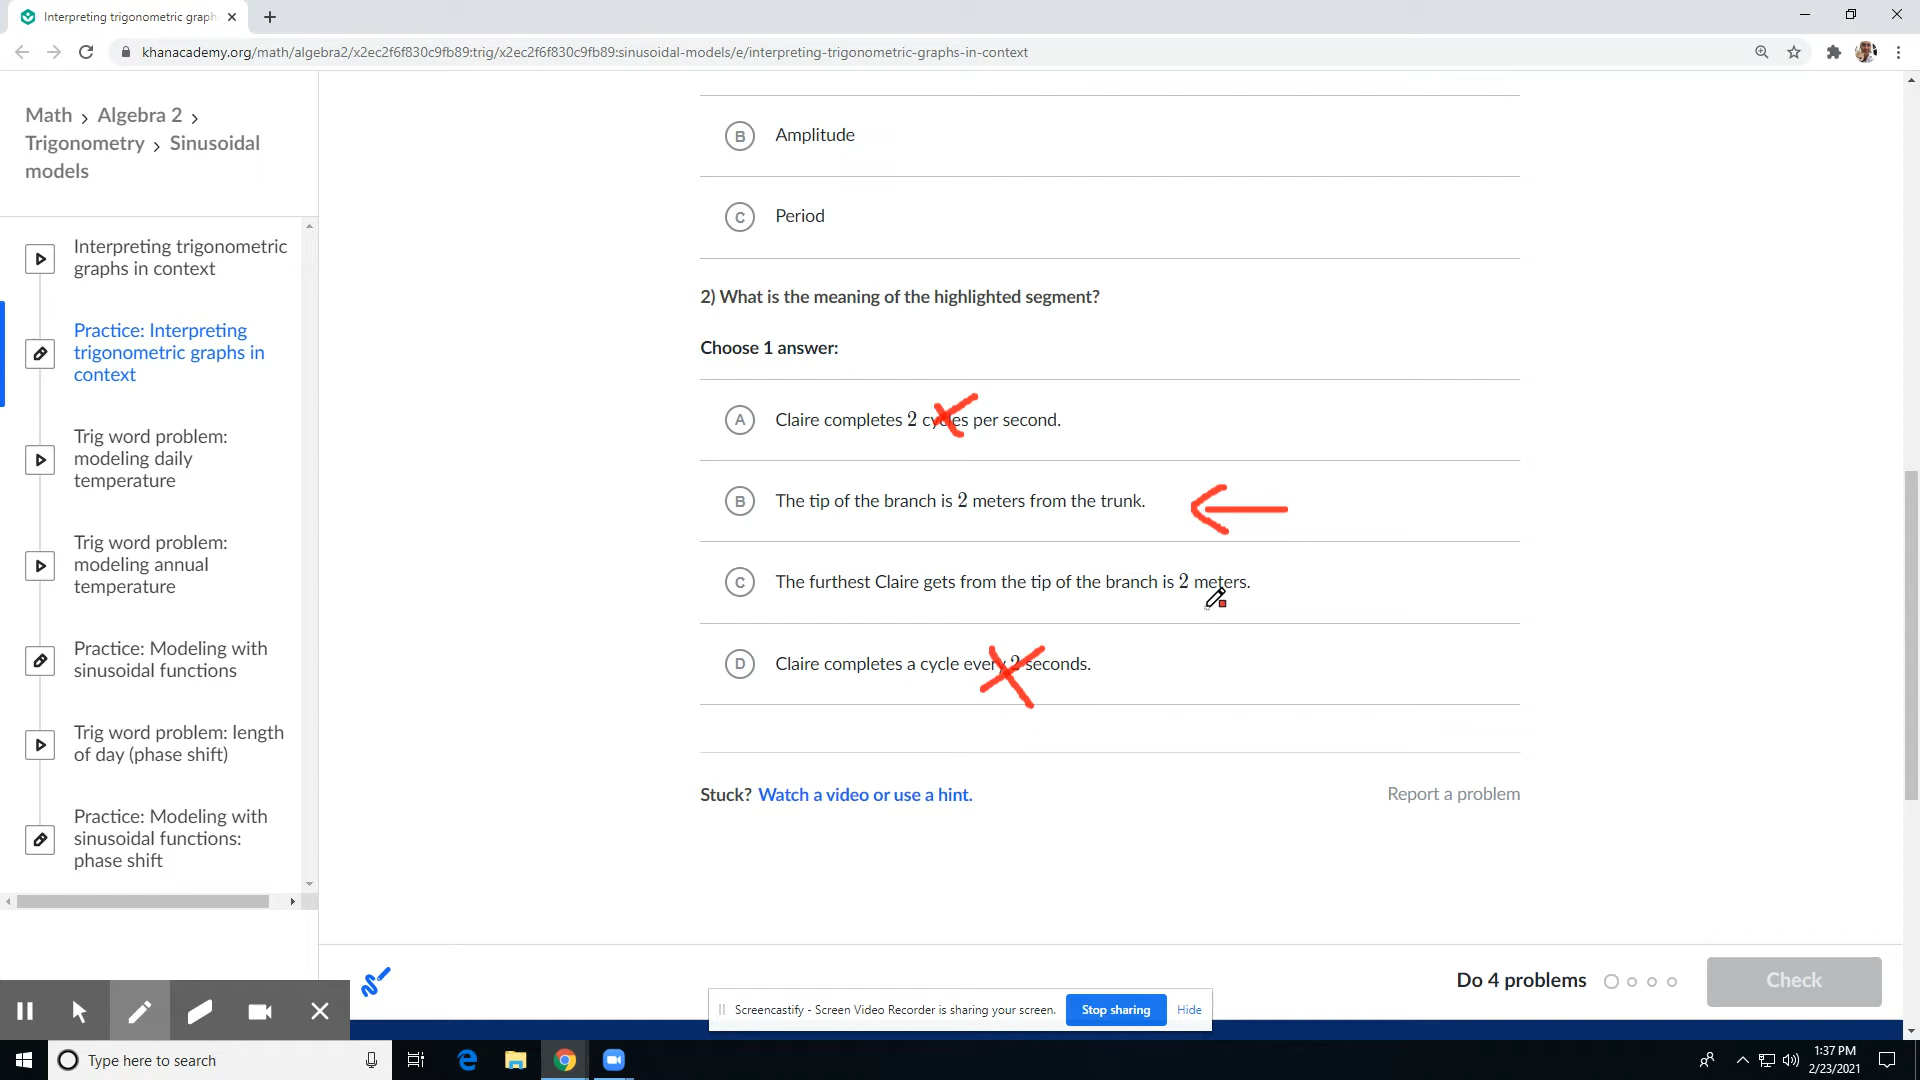 Interpreting trigonometric graph
khanacademy.org/math/algebra2/x2ec2f6f830c9fb89:trig/x2ec2f6f830c9fb89:sinusoidal-models/e/interpreting-trigonometric-graphs-in-context
Math > Algebra 2 >
Trigonometry > Sinusoidal
models
Interpreting trigonometric
graphs in context
Practice: Interpreting
trigonometric graphs in
context
Trig word problem:
modeling daily
temperature
Trig word problem:
modeling annual
temperature
Practice: Modeling with
sinusoidal functions
Trig word problem: length
of day (phase shift)
Practice: Modeling with
sinusoidal functions:
phase shift
B Amplitude
C Period
2) What is the meaning of the highlighted segment?
Choose 1 answer:
A Claire completes 2 cycles per second.
B The tip of the branch is 2 meters from the trunk.
C The furthest Claire gets from the tip of the branch is 2 meters.
D Claire completes a cycle every 2 seconds.
Stuck? Watch a video or use a hint.
Report a problem
Do 4 problems
Check
Screencastify - Screen Video Recorder is sharing your screen.
Stop sharing
Hide
Type here to search
1:37 PM
2/23/2021